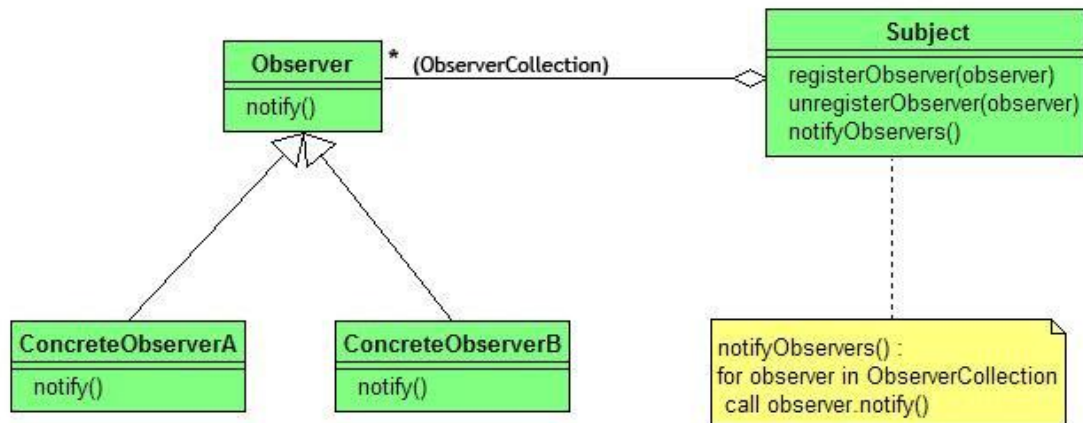 Subject
registerObserver(observer)
unregisterObserver(observer)
notifyObservers()
Observer
notify()
* (ObserverCollection)
ConcreteObserverA
notify()
ConcreteObserverB
notify()
notifyObservers() :
for observer in ObserverCollection
call observer.notify()